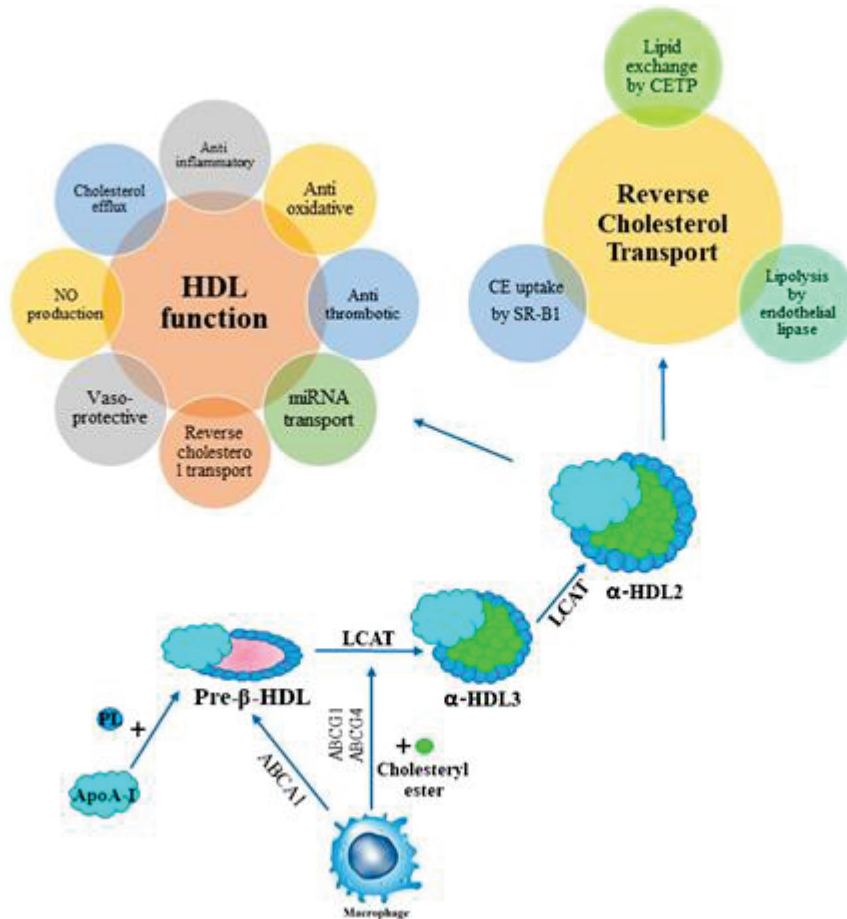 Lipid
exchange
by CETP
Reverse
Cholesterol
Transport
CE uptake
by SR-B1
Lipolysis by
endothelial
lipase
Anti
inflammatory
Anti
oxidative
Anti
thrombotic
miRNA
transport
Reverse
cholestero
l transport
Vaso-
protective
NO
production
Cholesterol
efflux
HDL
function
α-HDL2
LCAT
α-HDL3
LCAT
Pre-β-HDL
PL
+
ApoA-I
ABCA1
ABCG1
ABCG4
+
Cholesteryl
ester
Macrophage